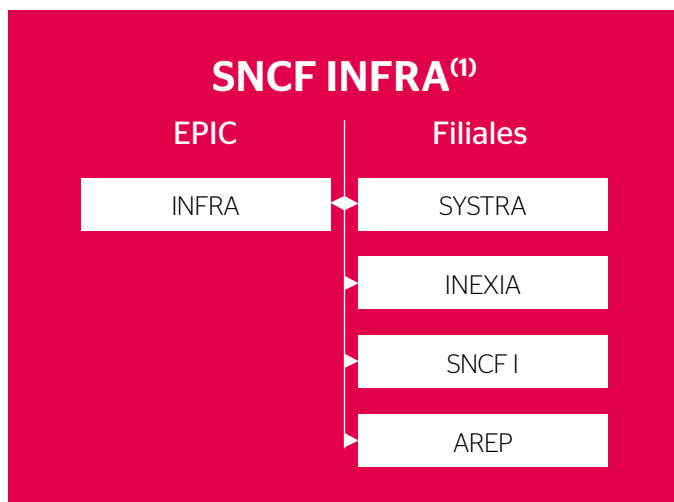 SNCF INFRA(1)
EPIC
Filiales
INFRA
SYSTRA
INEXIA
SNCF I
AREP